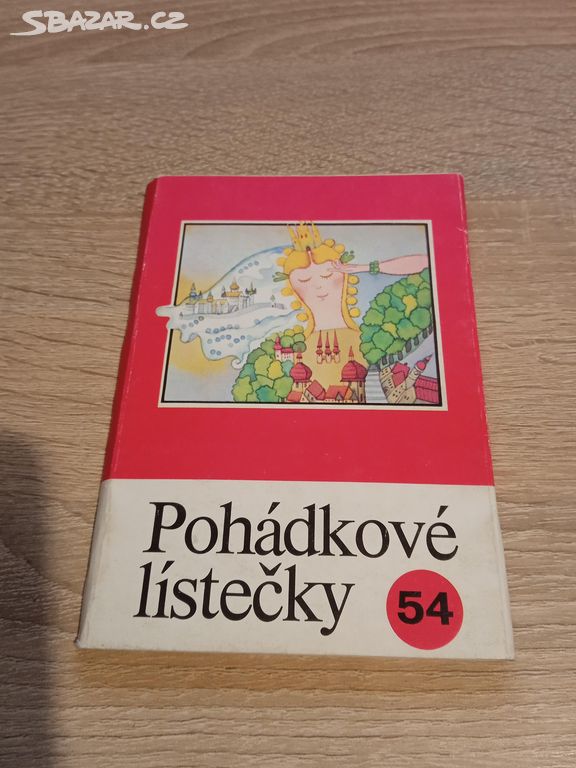 SBAZAR.CZ
Pohádkové
lístečky
54